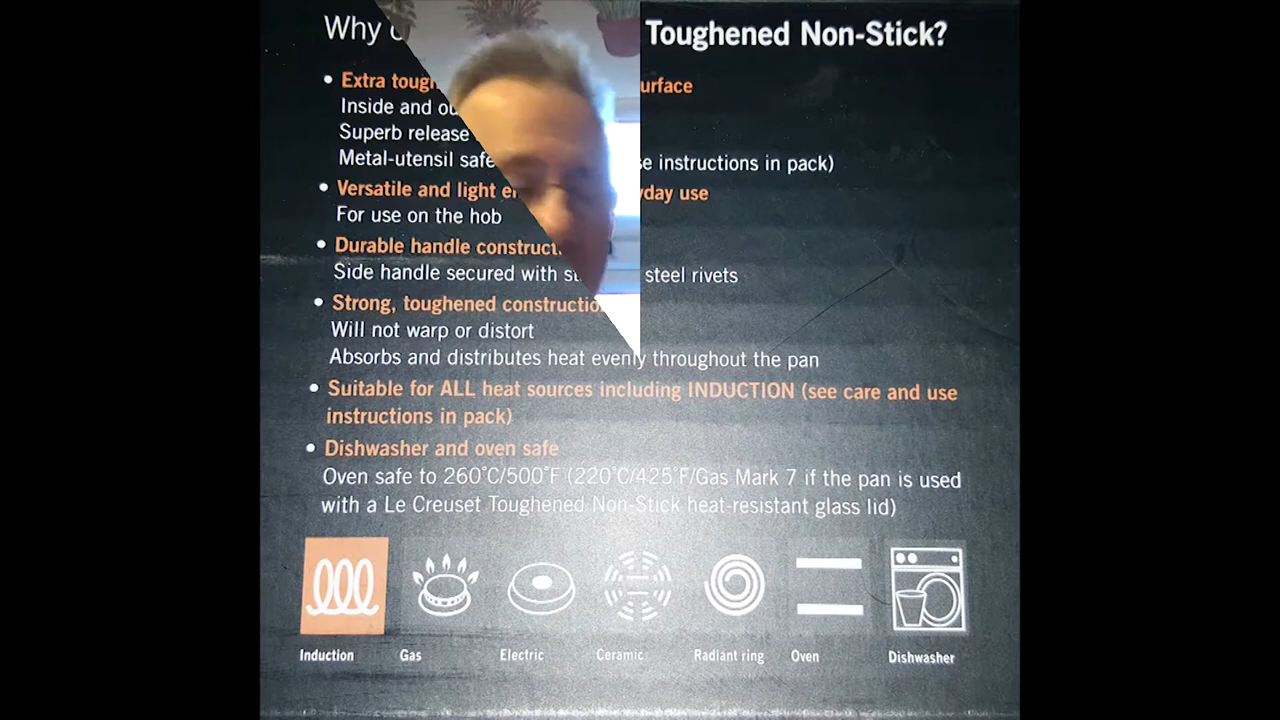 Why Toughened Non-Stick?
• Extra urface
Inside and
Superb release
Metal-utensil safe instructions in pack)
• Versatile and light yday use
For use on the hob
• Durable handle
Side handle secured with steel rivets
• Strong, toughened
Will not warp or distort
Absorbs and distributes heat evenly throughout the pan
• Suitable for ALL heat sources including INDUCTION (see care and use
instructions in pack)
• Dishwasher and oven safe
Oven safe to 260°C/500°F (220°C/425°F/Gas Mark 7 if the pan is used
with a Le Creuset Toughened Non-Stick heat-resistant glass lid)
Induction Gas Electric Ceramic Radiant ring Oven Dishwasher